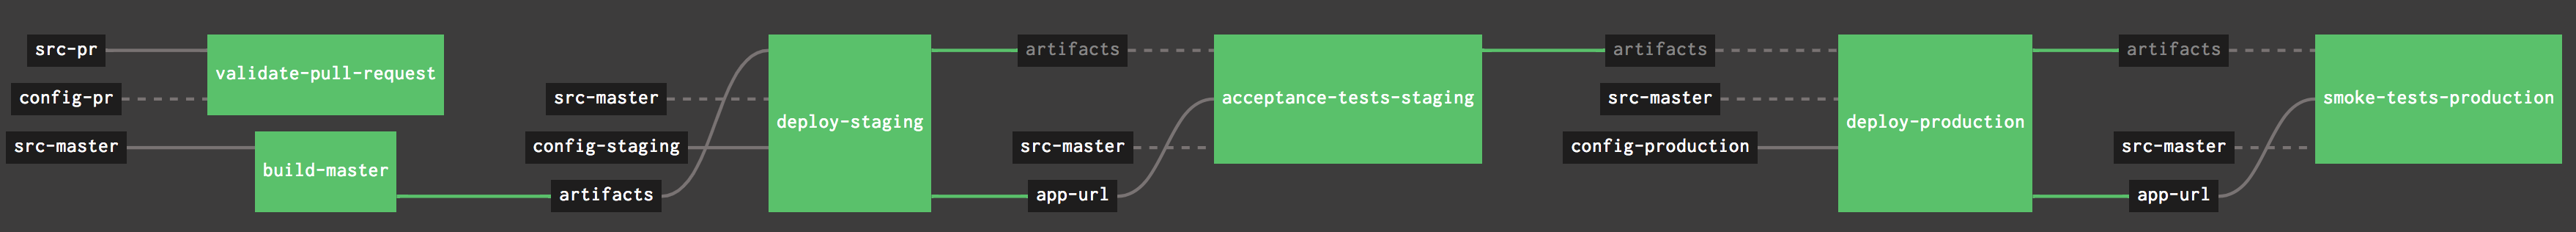 src-pr
config-pr
validate-pull-request
src-master
build-master
src-master
config-staging
artifacts
deploy-staging
artifacts
src-master
app-url
acceptance-tests-staging
artifacts
src-master
config-production
deploy-production
artifacts
src-master
app-url
smoke-tests-production